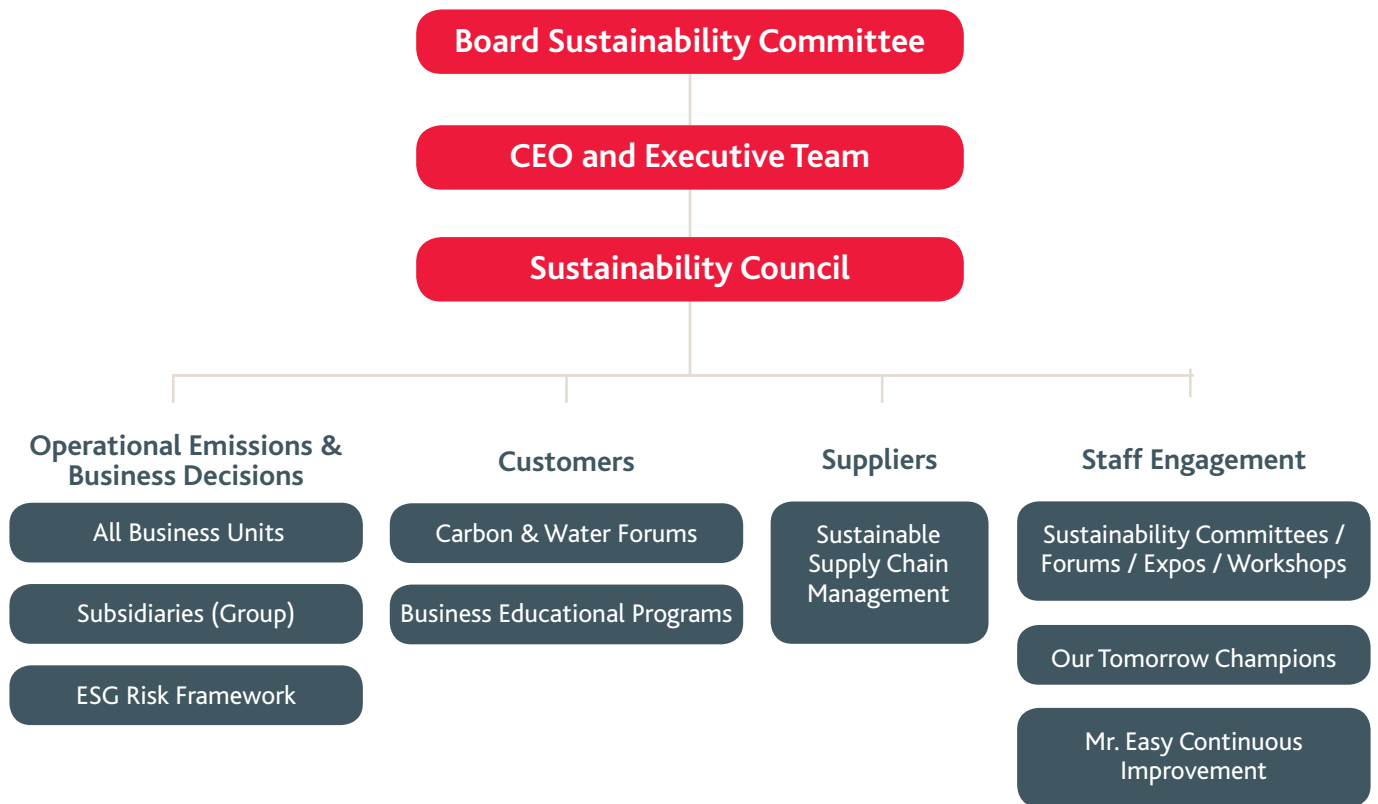 Board Sustainability Committee
CEO and Executive Team
Sustainability Council
Operational Emissions &
Business Decisions
All Business Units
Subsidiaries (Group)
ESG Risk Framework
Customers
Carbon & Water Forums
Business Educational Programs
Suppliers
Sustainable
Supply Chain
Management
Staff Engagement
Sustainability Committees /
Forums / Expos / Workshops
Our Tomorrow Champions
Mr. Easy Continuous
Improvement